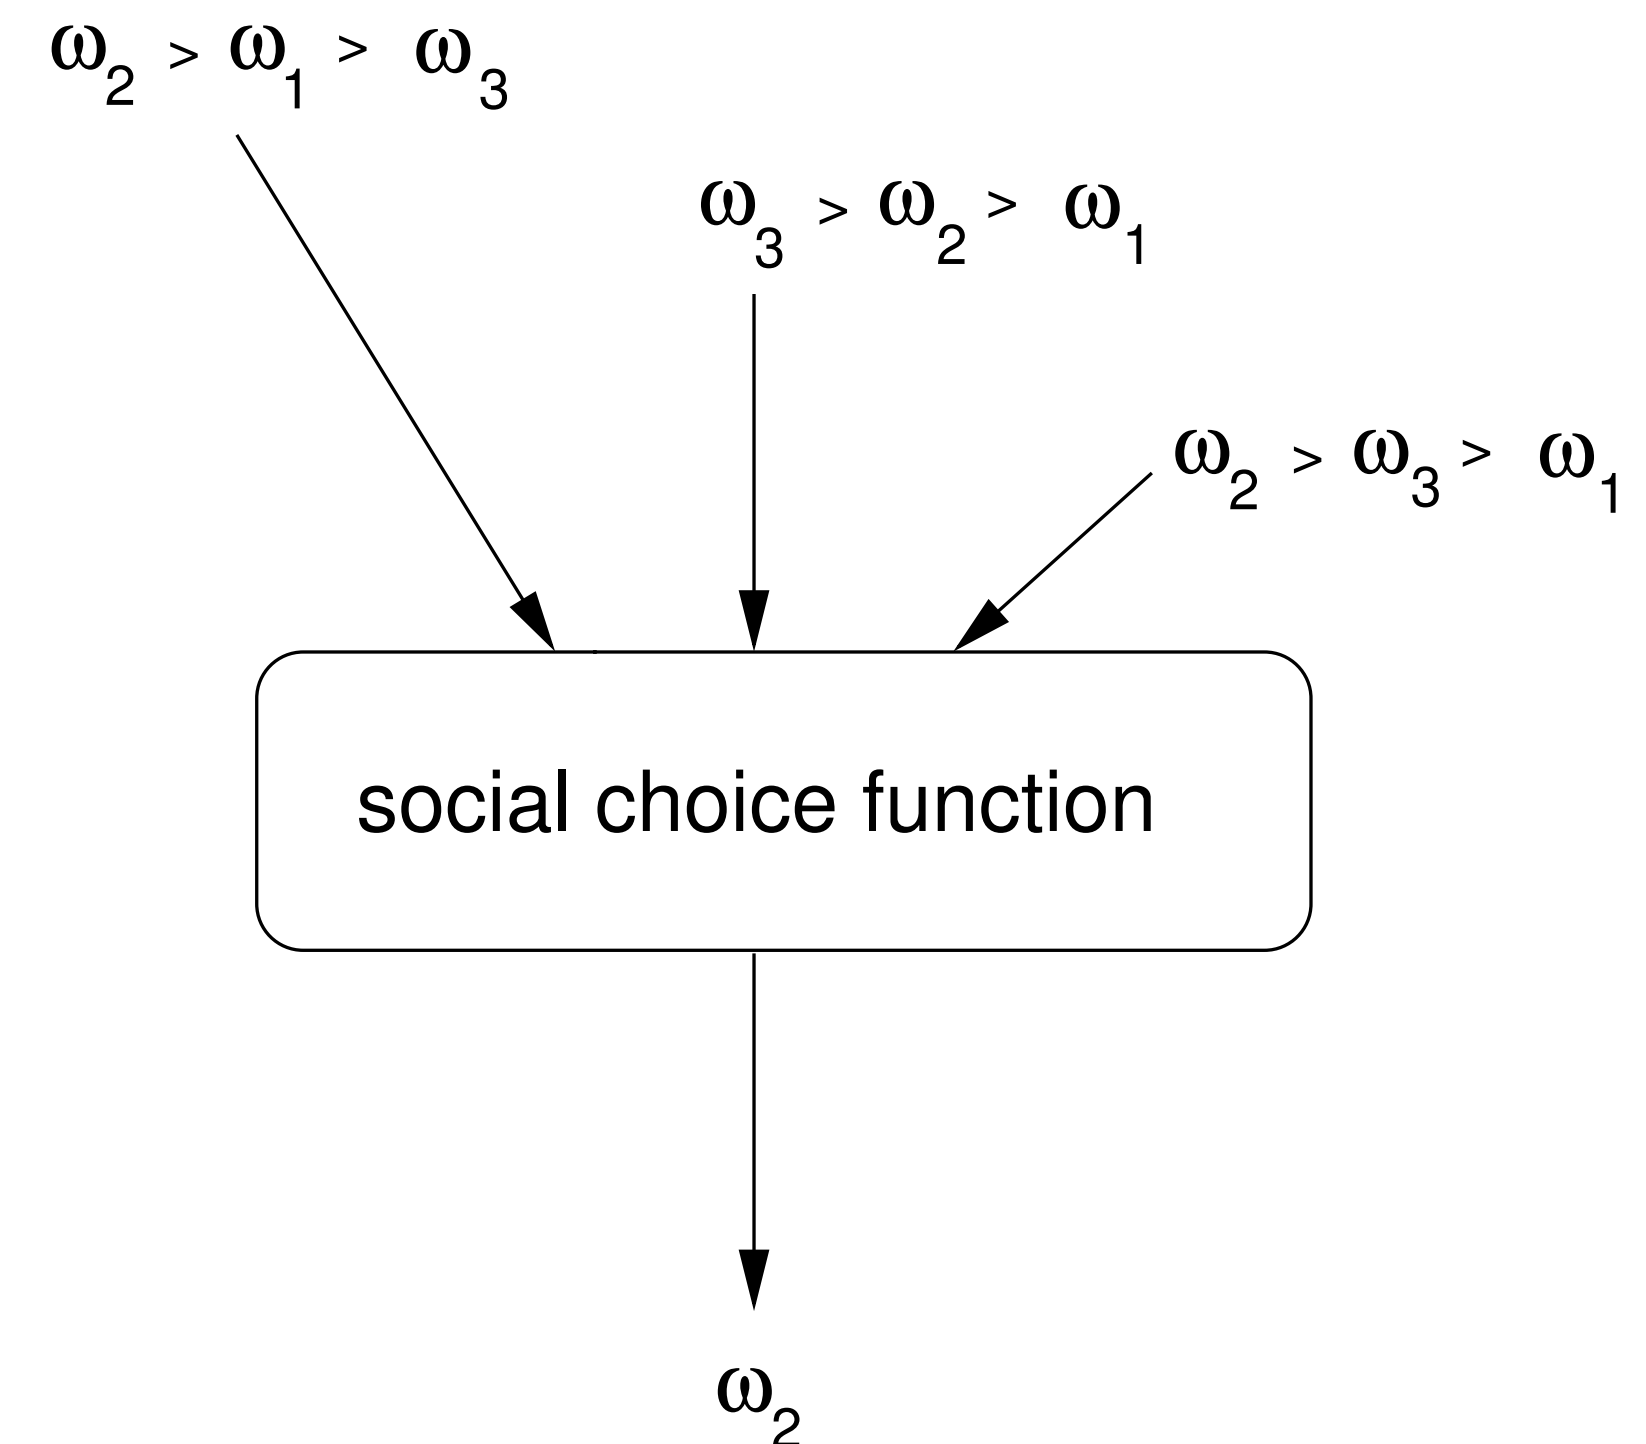 ω₂ > ω₁ > ω₃
ω₃ > ω₂ > ω₁
ω₂ > ω₃ > ω₁
social choice function
ω₂